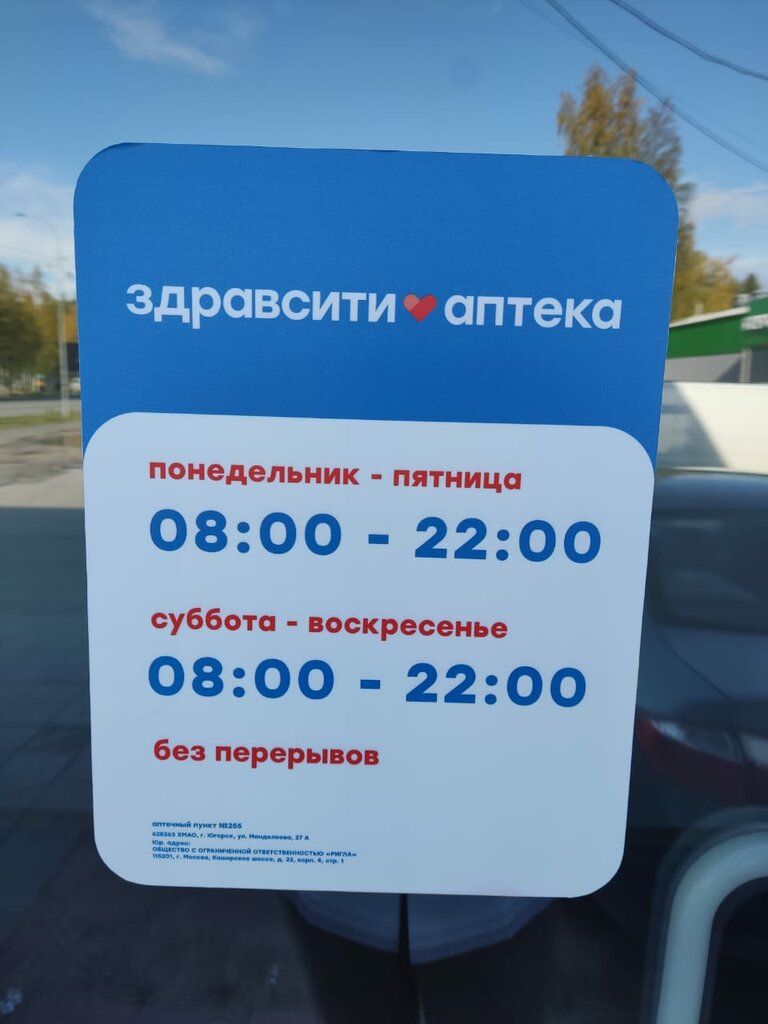 здравсити аптека
понедельник - пятница
08:00 - 22:00
суббота - воскресенье
08:00 - 22:00
без перерывов
аптечный пункт №255
628263 ХМАО, г. Югорск, ул. Менделеева, 27 А
Юр. адрес:
ОБЩЕСТВО С ОГРАНИЧЕННОЙ ОТВЕТСТВЕННОСТЬЮ «РИГЛА»
115201, г. Москва, Каширское шоссе, д. 22, корп. 4, стр. 1